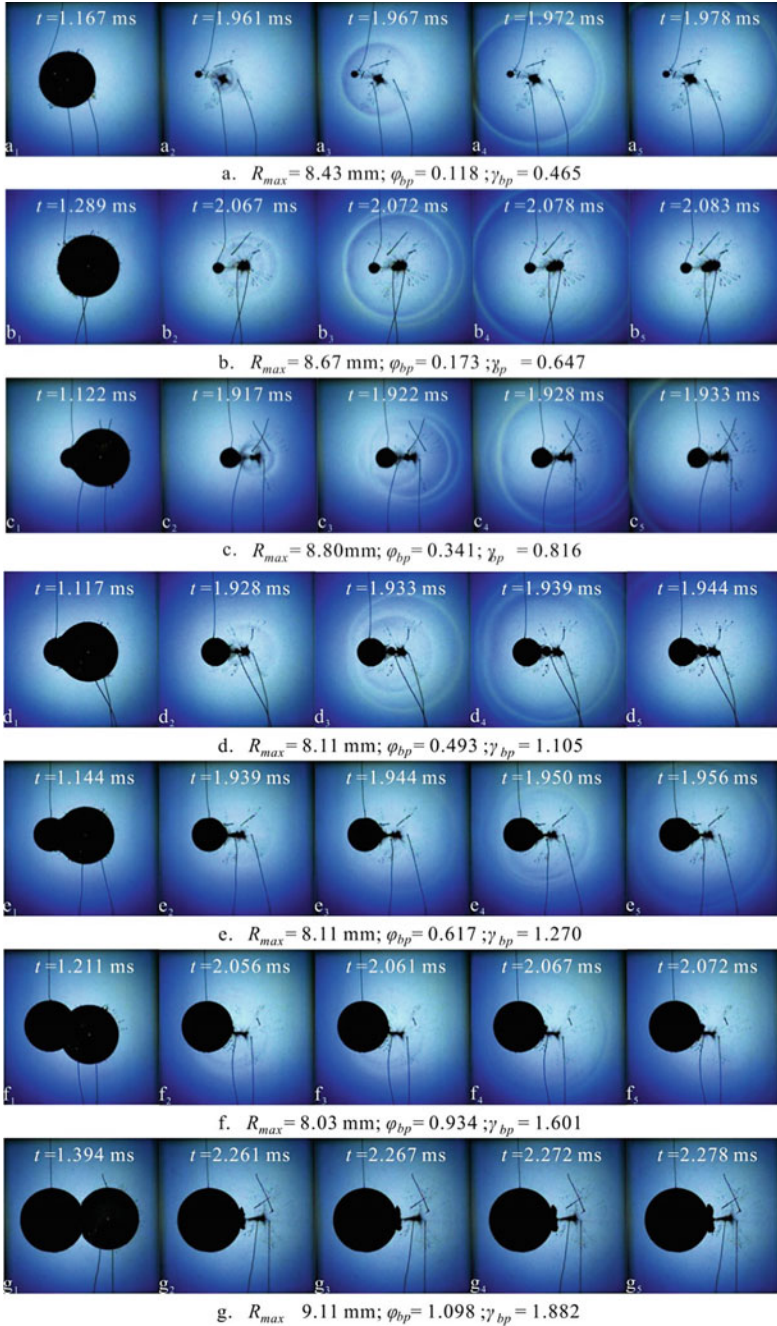 t=1.167 ms t=1.961 ms t=1.967 ms t=1.972 ms t=1.978 ms
a1 a2 a3 a4 a5
a. Rmax= 8.43 mm; φbp= 0.118 ;γbp= 0.465
t=1.289 ms t=2.067 ms t=2.072 ms t=2.078 ms t=2.083 ms
b1 b2 b3 b4 b5
b. Rmax= 8.67 mm; φbp= 0.173 ;γbp = 0.647
t=1.122 ms t=1.917 ms t=1.922 ms t=1.928 ms t=1.933 ms
c1 c2 c3 c4 c5
c. Rmax= 8.80mm; φbp= 0.341; γbp = 0.816
t=1.117 ms t=1.928 ms t=1.933 ms t=1.939 ms t=1.944 ms
d1 d2 d3 d4 d5
d. Rmax= 8.11 mm; φbp= 0.493 ;γbp= 1.105
t=1.144 ms t=1.939 ms t=1.944 ms t=1.950 ms t=1.956 ms
e1 e2 e3 e4 e5
e. Rmax= 8.11 mm; φbp= 0.617 ;γbp= 1.270
t=1.211 ms t=2.056 ms t=2.061 ms t=2.067 ms t=2.072 ms
f1 f2 f3 f4 f5
f. Rmax= 8.03 mm; φbp= 0.934 ;γbp= 1.601
t=1.394 ms t=2.261 ms t=2.267 ms t=2.272 ms t=2.278 ms
g1 g2 g3 g4 g5
g. Rmax 9.11 mm; φbp= 1.098 ;γbp= 1.882